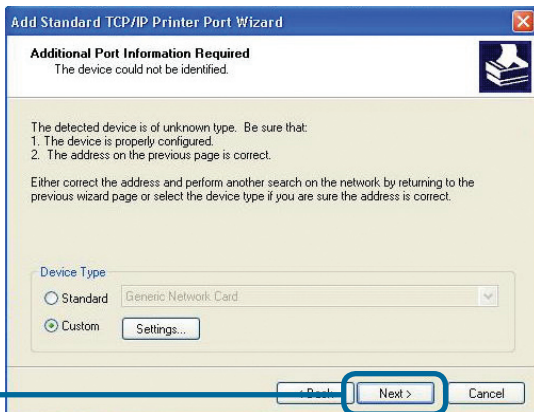 Add Standard TCP/IP Printer Port Wizard
Additional Port Information Required
The device could not be identified.
The detected device is of unknown type. Be sure that:
1. The device is properly configured.
2. The address on the previous page is correct.
Either correct the address and perform another search on the network by returning to the
previous wizard page or select the device type if you are sure the address is correct.
Device Type
Standard Generic Network Card
Custom Settings...
< Back Next > Cancel